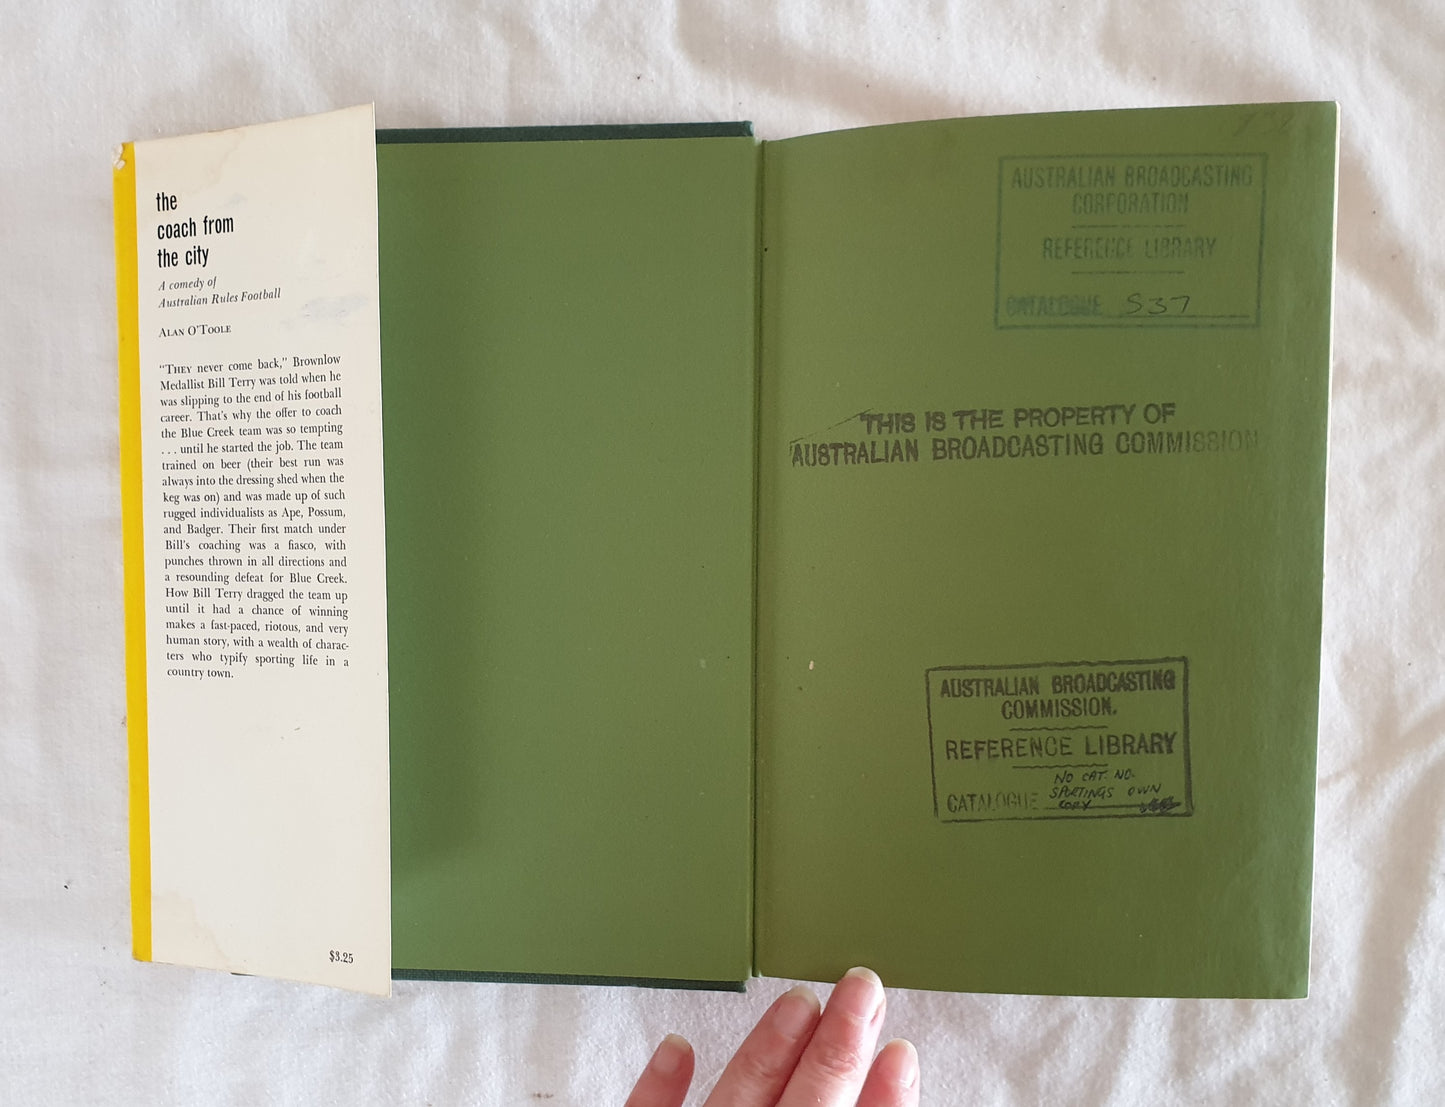 the
coach from
the city
A comedy of
Australian Rules Football
ALAN O'TOOLE
"THEY never come back," Brownlow
Medallist Bill Terry was told when he
was slipping to the end of his football
career. That's why the offer to coach
the Blue Creek team was so tempting
. . . until he started the job. The team
trained on beer (their best run was
always into the dressing shed when the
keg was on) and was made up of such
rugged individualists as Ape, Possum,
and Badger. Their first match under
Bill's coaching was a fiasco, with
punches thrown in all directions and
a resounding defeat for Blue Creek.
How Bill Terry dragged the team up
until it had a chance of winning
makes a fast-paced, riotous, and very
human story, with a wealth of charac-
ters who typify sporting life in a
country town.
$3.25
AUSTRALIAN BROADCASTING
CORPORATION
REFERENCE LIBRARY
CATALOGUE S37
THIS IS THE PROPERTY OF
AUSTRALIAN BROADCASTING COMMISSION
AUSTRALIAN BROADCASTING
COMMISSION.
REFERENCE LIBRARY
NO CAT. NO.
SPORTINGS OWN
CATALOGUE COPY